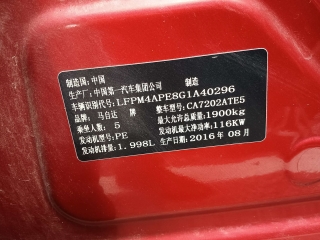 制造国:中国
生产厂:中国第一汽车集团公司 制造
车辆识别代号:LFPM4APE8G1A40296
品牌:马自达 牌 整车型号:CA7202ATE5
乘坐人数:5 最大允许总质量:1900kg
发动机型号:PE 发动机最大净功率:116KW
发动机排量:1.998L 生产日期:2016年08月